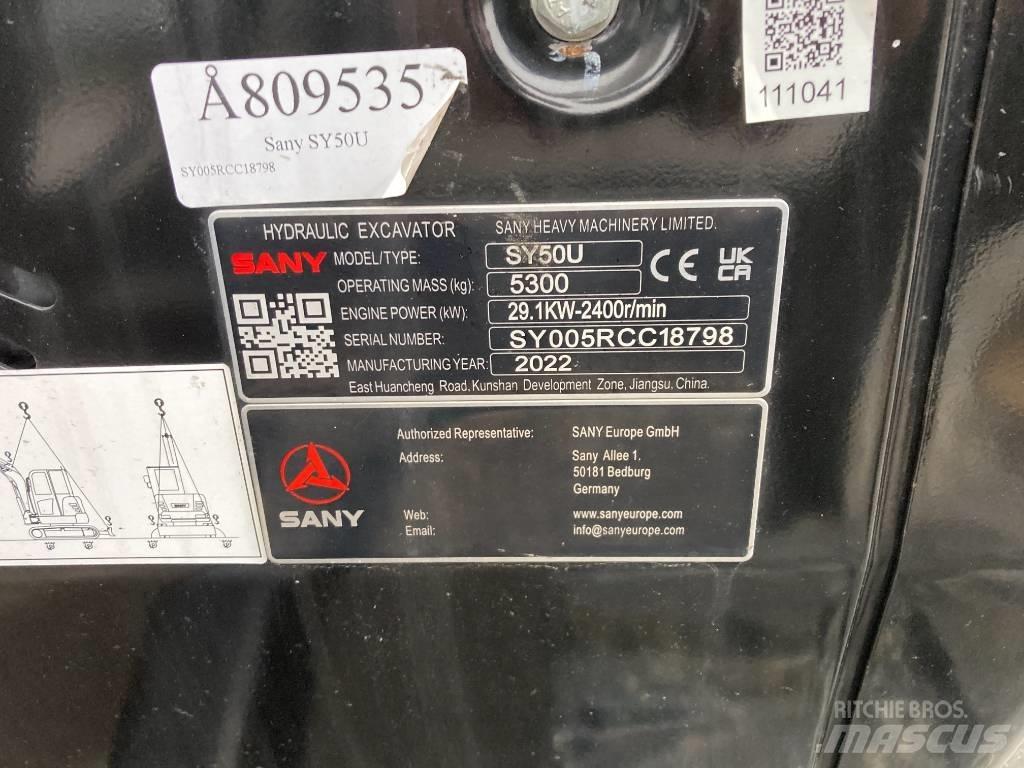 111041
Å809535
Sany SY50U
SY005RCC18798
HYDRAULIC EXCAVATOR SANY HEAVY MACHINERY LIMITED.
SANY MODEL/TYPE: SY50U CE UK CA
OPERATING MASS (kg): 5300
ENGINE POWER (kW): 29.1KW-2400r/min
SERIAL NUMBER: SY005RCC18798
MANUFACTURING YEAR: 2022
East Huancheng Road, Kunshan Development Zone, Jiangsu, China.
Authorized Representative: SANY Europe GmbH
Address: Sany Allee 1.
50181 Bedburg
Germany
SANY
Web: www.sanyeurope.com
Email: info@sanyeurope.com
RITCHIE BROS.
MASCUS